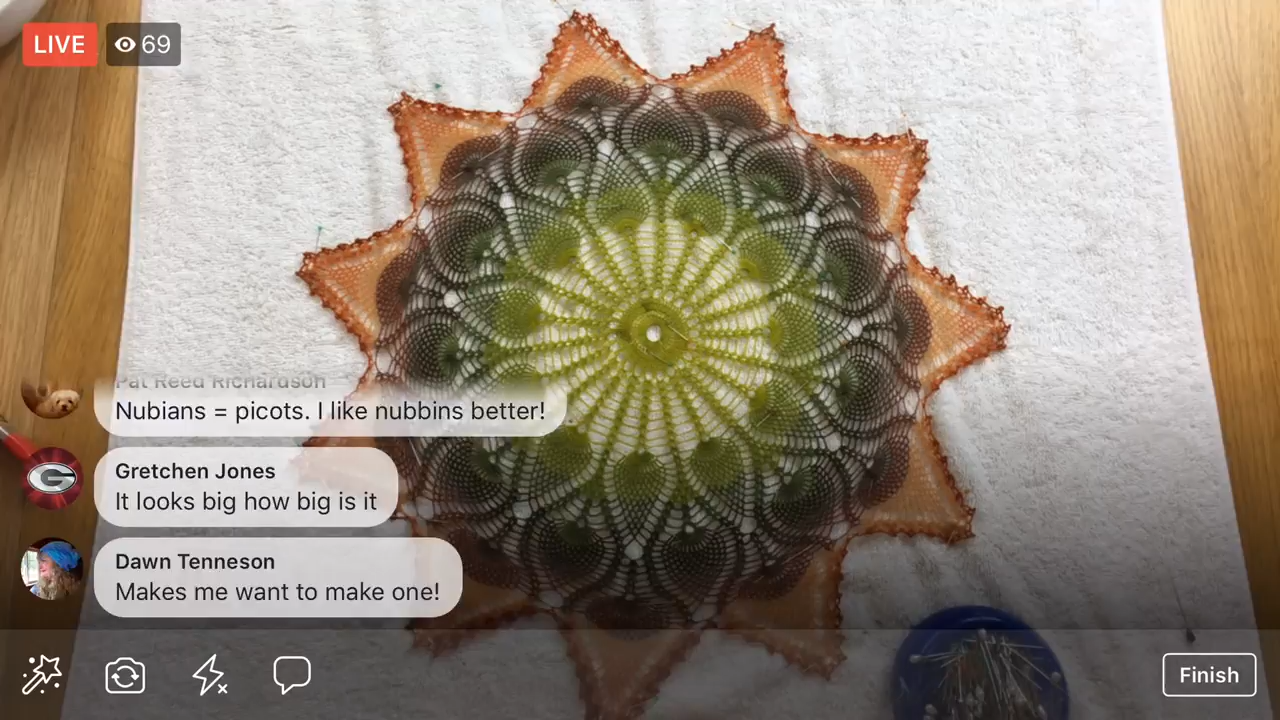 LIVE 69
Pat Reed Richardson
Nubians = picots. I like nubbins better!
Gretchen Jones
It looks big how big is it
Dawn Tenneson
Makes me want to make one!
G
Finish